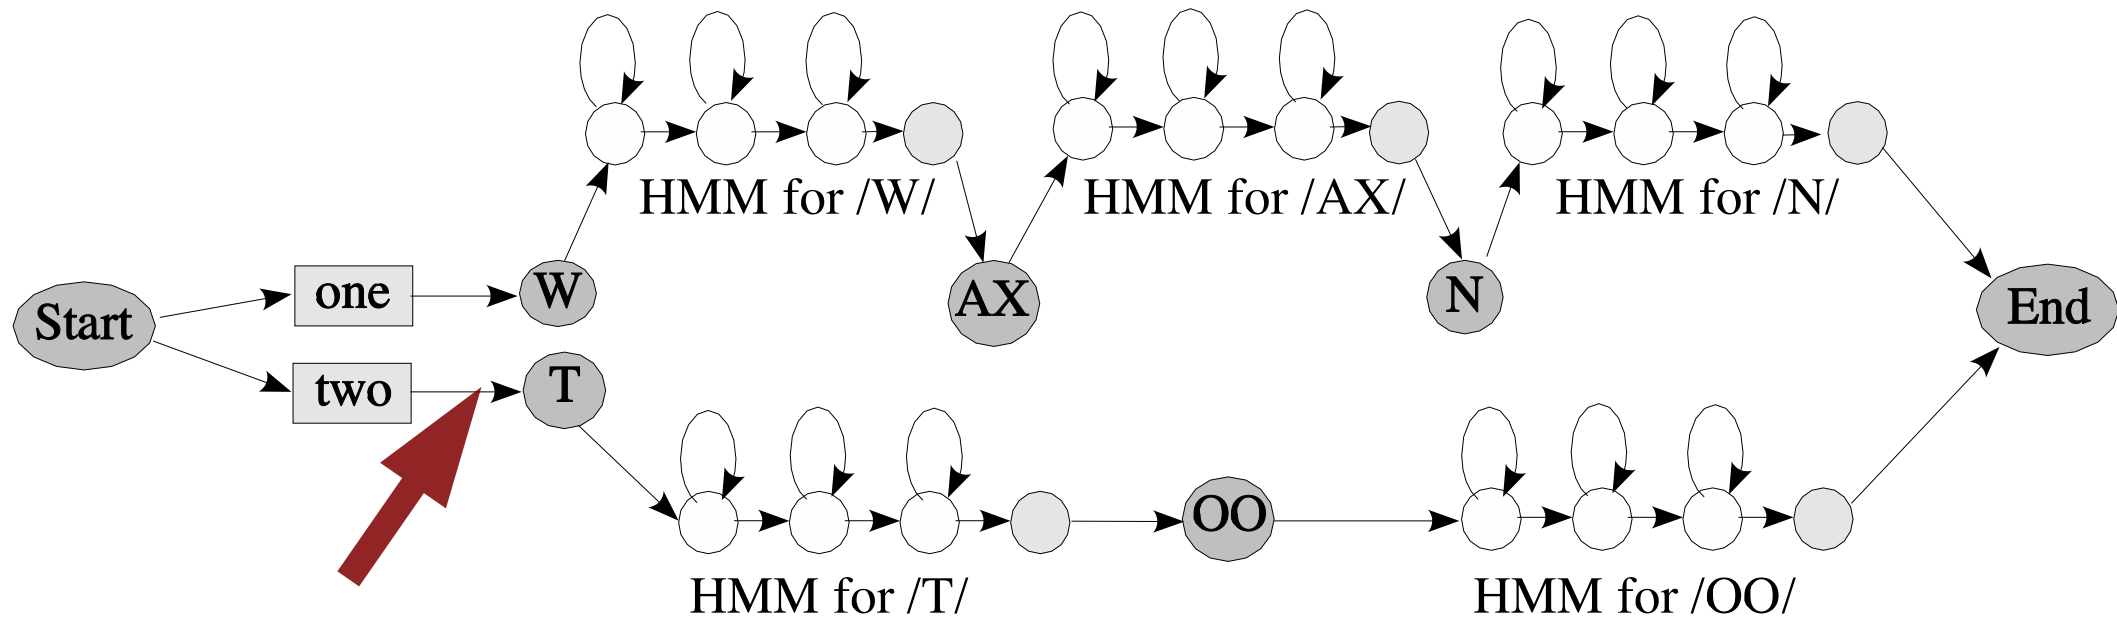 HMM for /W/
HMM for /AX/
HMM for /N/
Start
one
W
AX
N
End
two
T
OO
HMM for /T/
HMM for /OO/